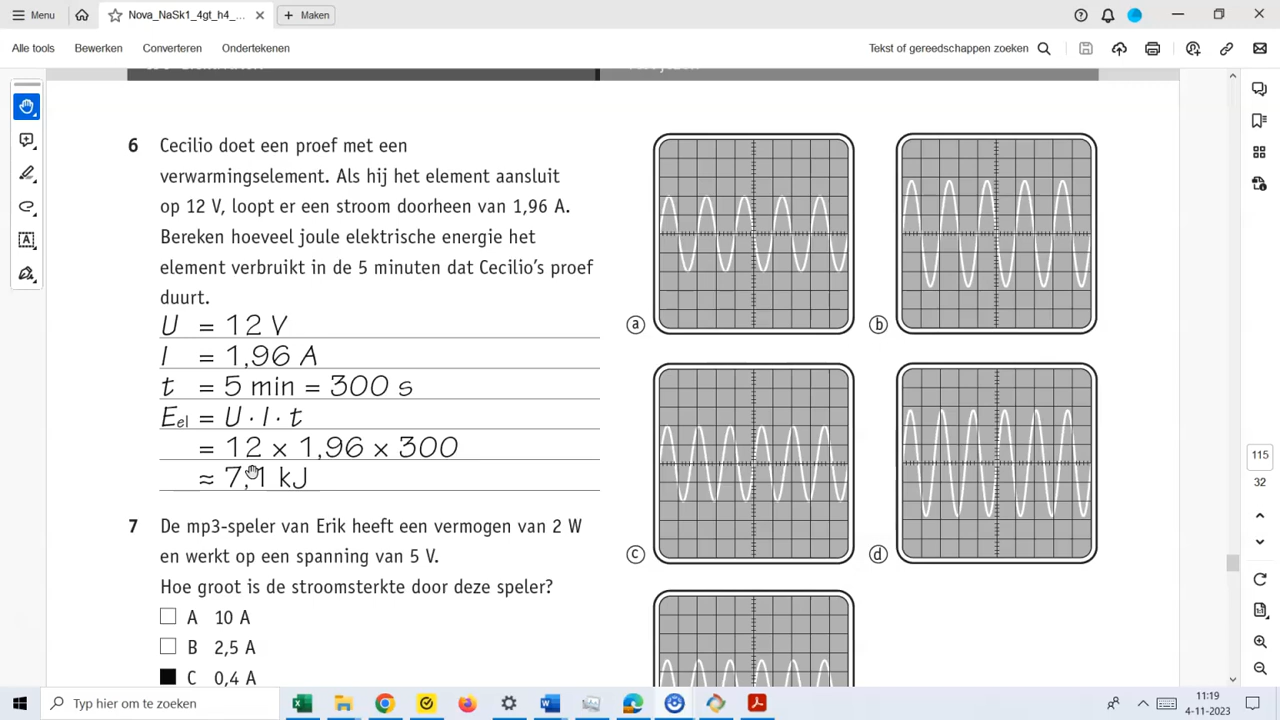 Menu
Nova_NaSk1_4gt_h4_...
Maken
Alle tools
Bewerken
Converteren
Ondertekenen
Tekst of gereedschappen zoeken
6 Cecilio doet een proef met een
verwarmingselement. Als hij het element aansluit
op 12 V, loopt er een stroom doorheen van 1,96 A.
Bereken hoeveel joule elektrische energie het
element verbruikt in de 5 minuten dat Cecilio's proef
duurt.
U = 12 V
I = 1,96 A
t = 5 min = 300 s
Eel = U · I · t
= 12 × 1,96 × 300
≈ 7,1 kJ
7 De mp3-speler van Erik heeft een vermogen van 2 W
en werkt op een spanning van 5 V.
Hoe groot is de stroomsterkte door deze speler?
A 10 A
B 2,5 A
C 0,4 A
a
b
c
d
115
32
Typ hier om te zoeken
11:19
4-11-2023